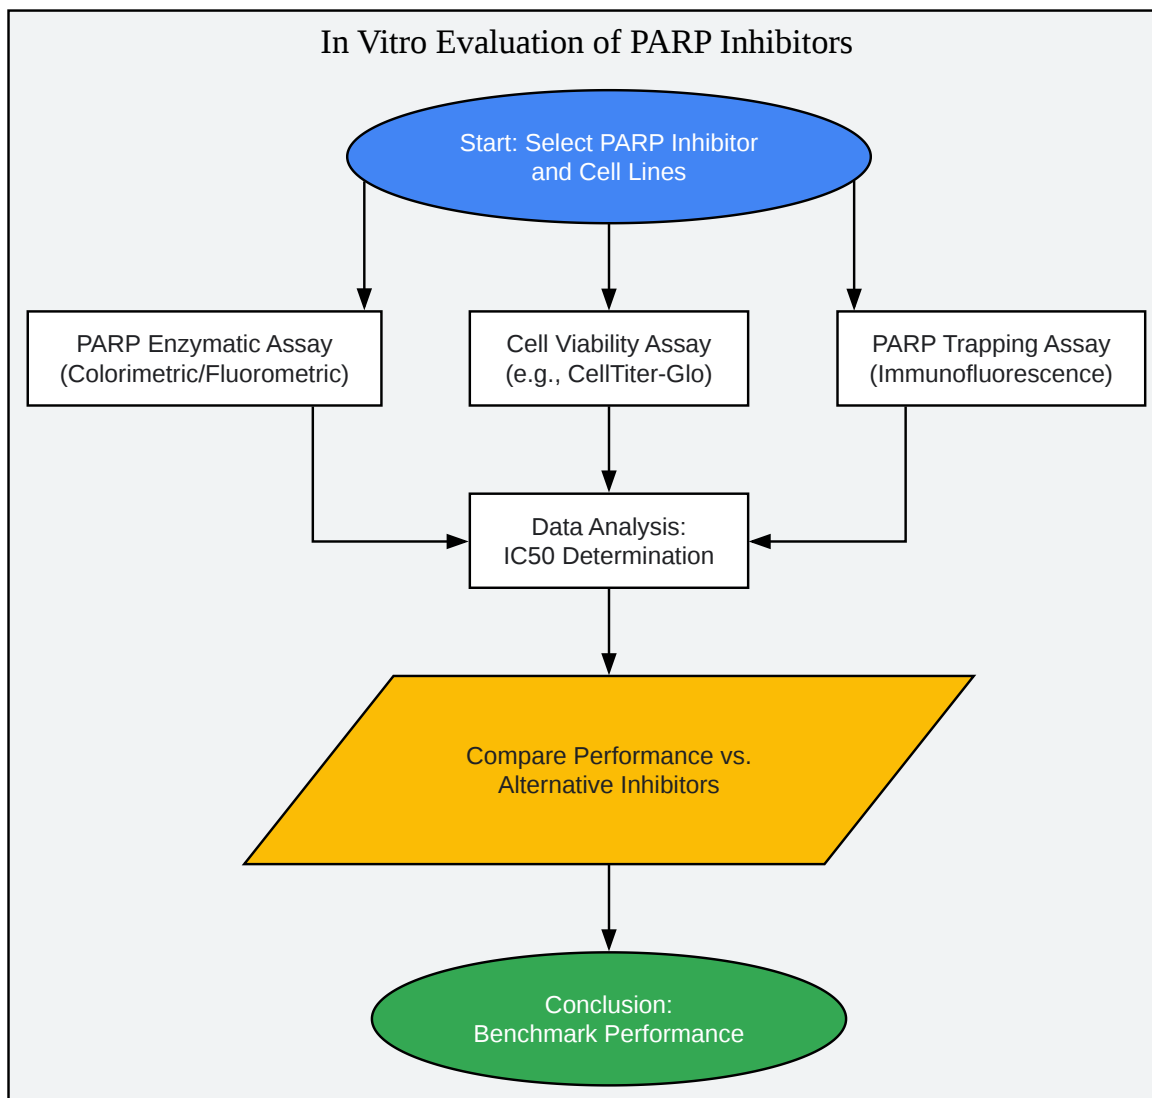 In Vitro Evaluation of PARP Inhibitors
Start: Select PARP Inhibitor
and Cell Lines
PARP Enzymatic Assay
(Colorimetric/Fluorometric)
Cell Viability Assay
(e.g., CellTiter-Glo)
PARP Trapping Assay
(Immunofluorescence)
Data Analysis:
IC50 Determination
Compare Performance vs.
Alternative Inhibitors
Conclusion:
Benchmark Performance